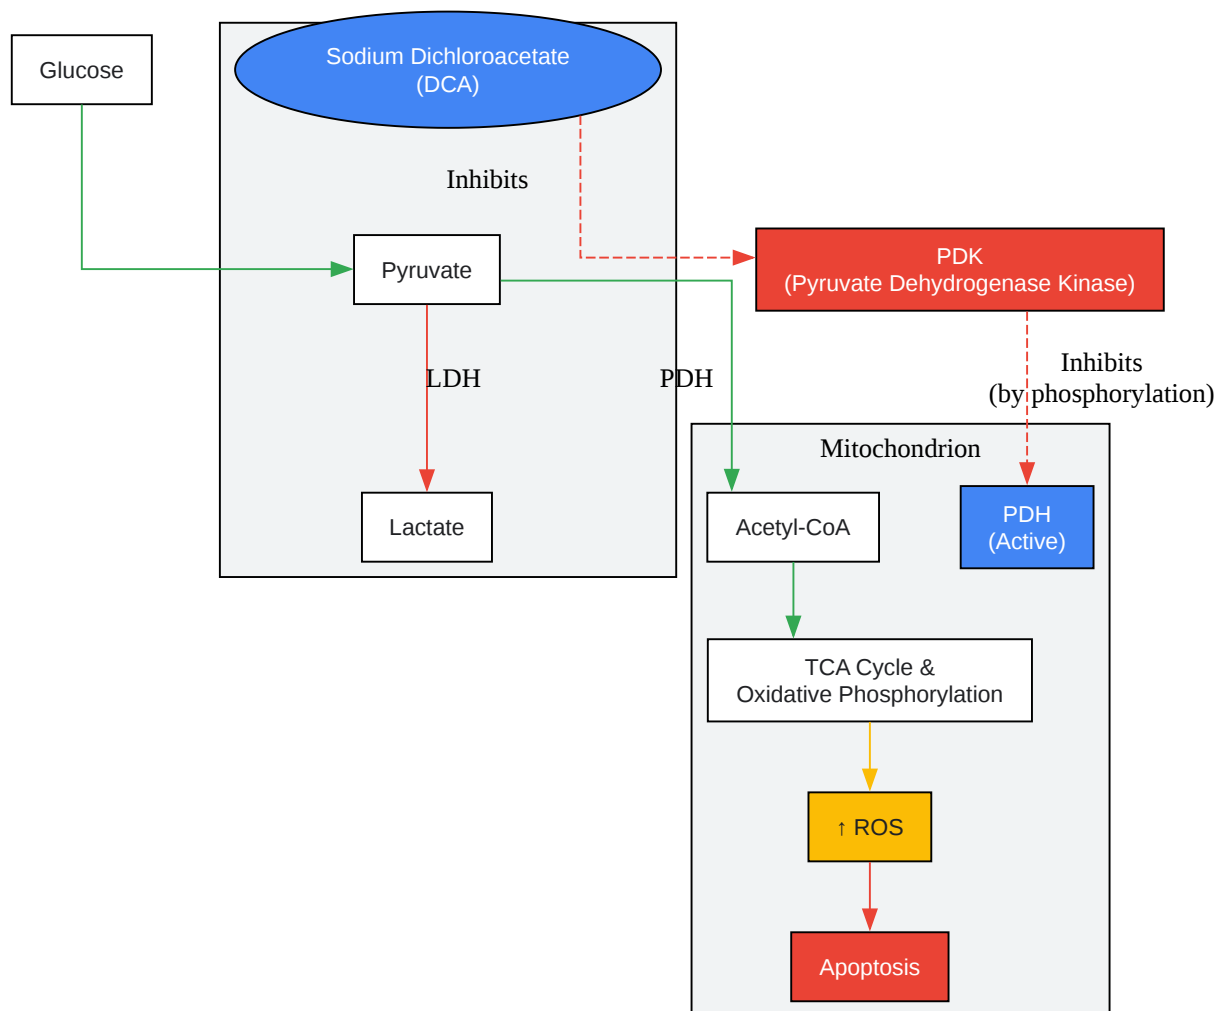 Glucose
Sodium Dichloroacetate
(DCA)
Inhibits
Pyruvate
PDK
(Pyruvate Dehydrogenase Kinase)
LDH
PDH
Inhibits
(by phosphorylation)
Mitochondrion
Lactate
Acetyl-CoA
PDH
(Active)
TCA Cycle &
Oxidative Phosphorylation
↑ ROS
Apoptosis